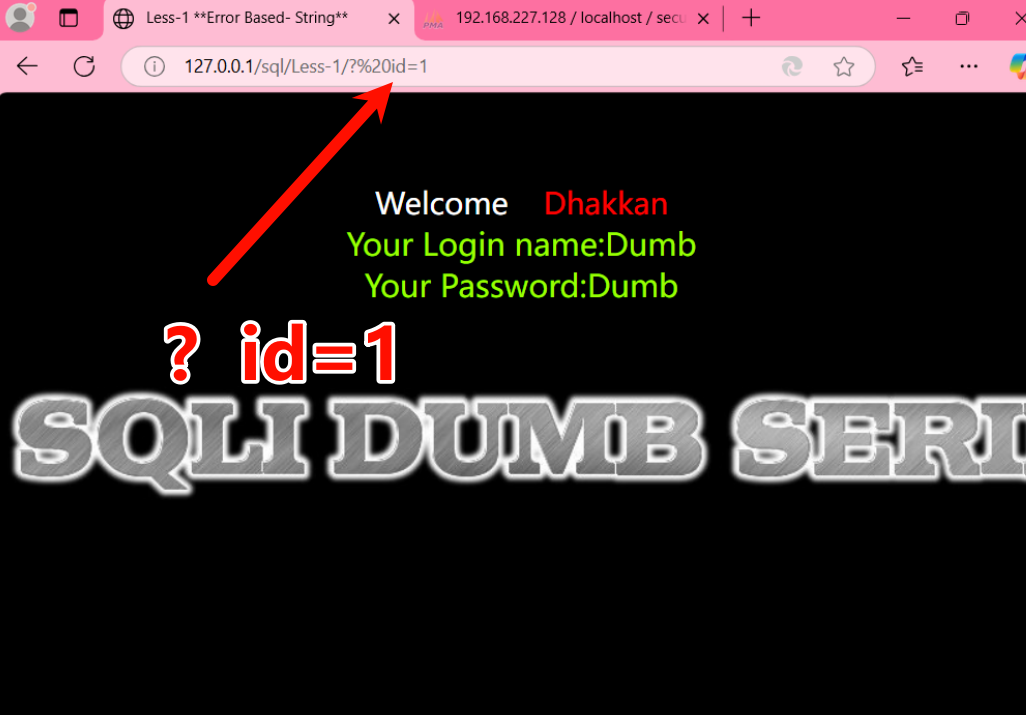 Less-1 **Error Based- String**
192.168.227.128 / localhost / secu
127.0.0.1/sql/Less-1/?%20id=1
Welcome Dhakkan
Your Login name:Dumb
Your Password:Dumb
? id=1
SQLI DUMB SERI